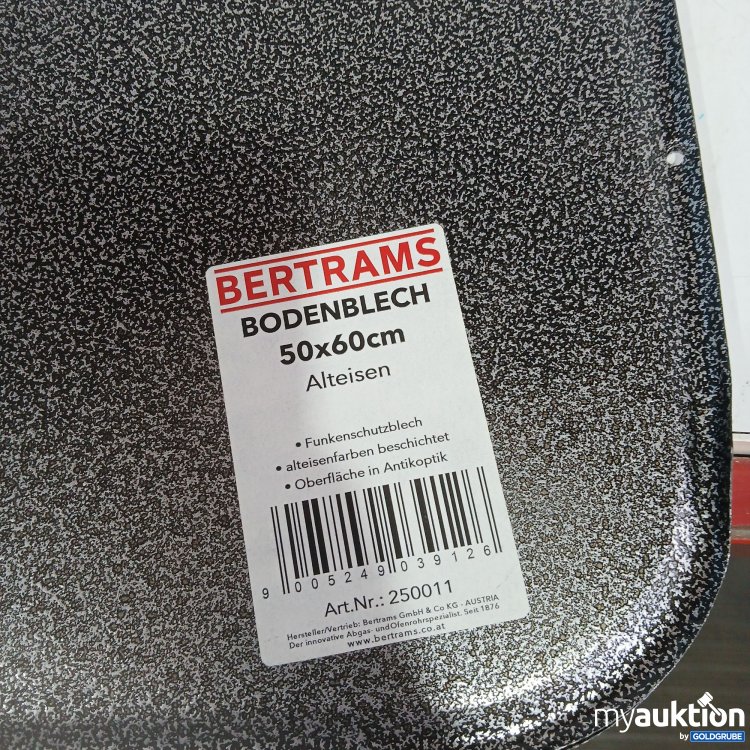 BERTRAMS
BODENBLECH
50x60cm
Alteisen
• Funkenschutzblech
• alteisenfarben beschichtet
• Oberfläche in Antikoptik
9 005249 039126
Art.Nr.: 250011
Hersteller/Vertrieb: Bertrams GmbH & Co KG - AUSTRIA
Der innovative Abgas- und Ofenrohrspezialist. Seit 1876
www.bertrams.co.at
myauktion
by GOLDGRUBE